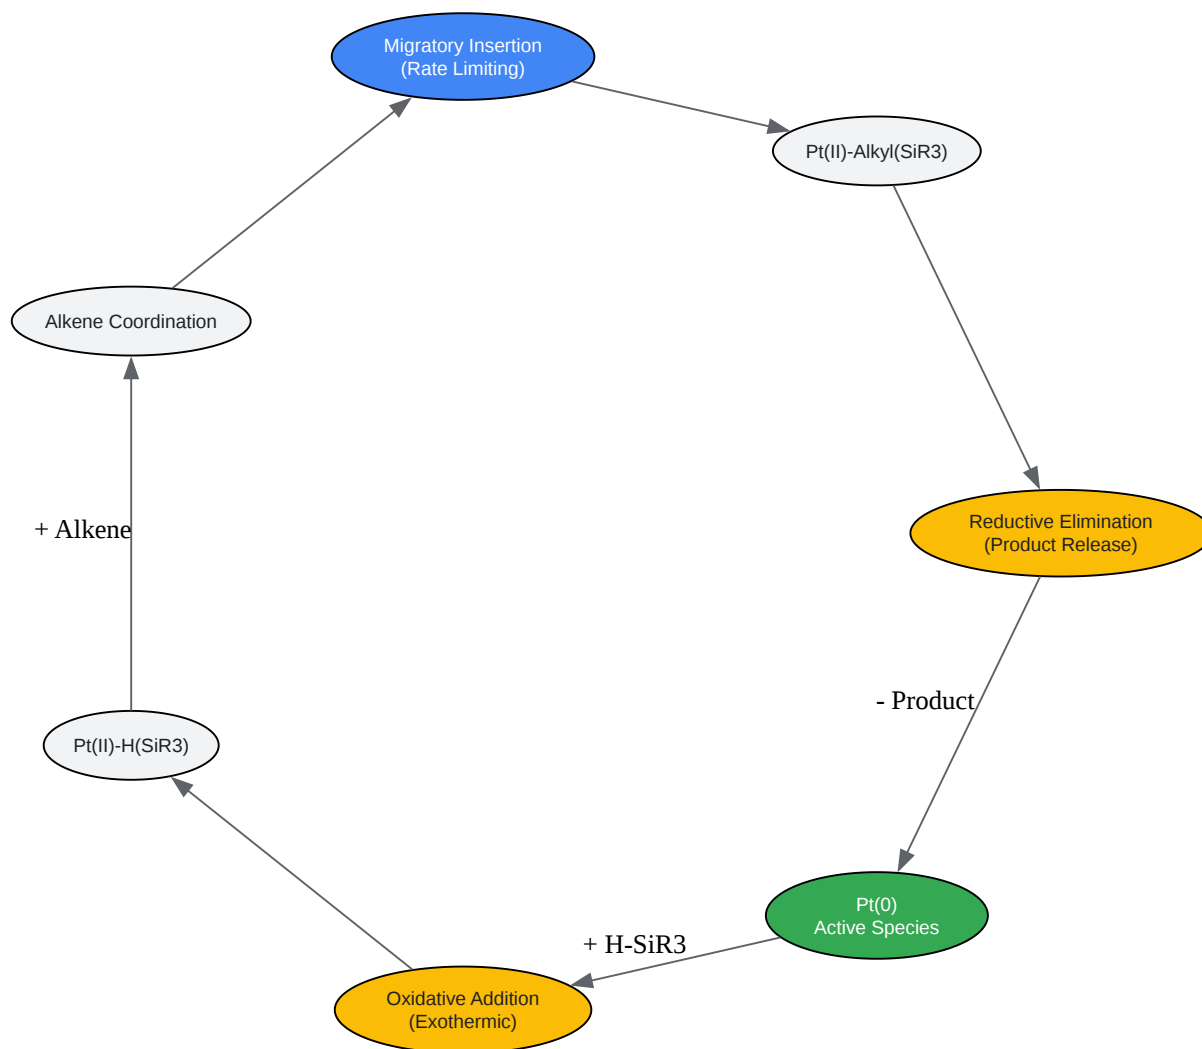 Migratory Insertion
(Rate Limiting)
Pt(II)-Alkyl(SiR3)
Alkene Coordination
Reductive Elimination
(Product Release)
+ Alkene
- Product
Pt(II)-H(SiR3)
Pt(0)
Active Species
+ H-SiR3
Oxidative Addition
(Exothermic)